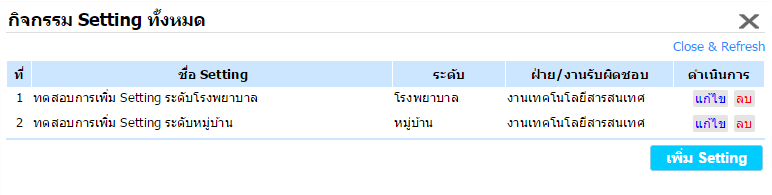 กิจกรรม Setting ทั้งหมด
Close & Refresh
ที่ ชื่อ Setting ระดับ ฝ่าย/งานรับผิดชอบ ดำเนินการ
1 ทดสอบการเพิ่ม Setting ระดับโรงพยาบาล โรงพยาบาล งานเทคโนโลยีสารสนเทศ แก้ไข ลบ
2 ทดสอบการเพิ่ม Setting ระดับหมู่บ้าน หมู่บ้าน งานเทคโนโลยีสารสนเทศ แก้ไข ลบ
เพิ่ม Setting